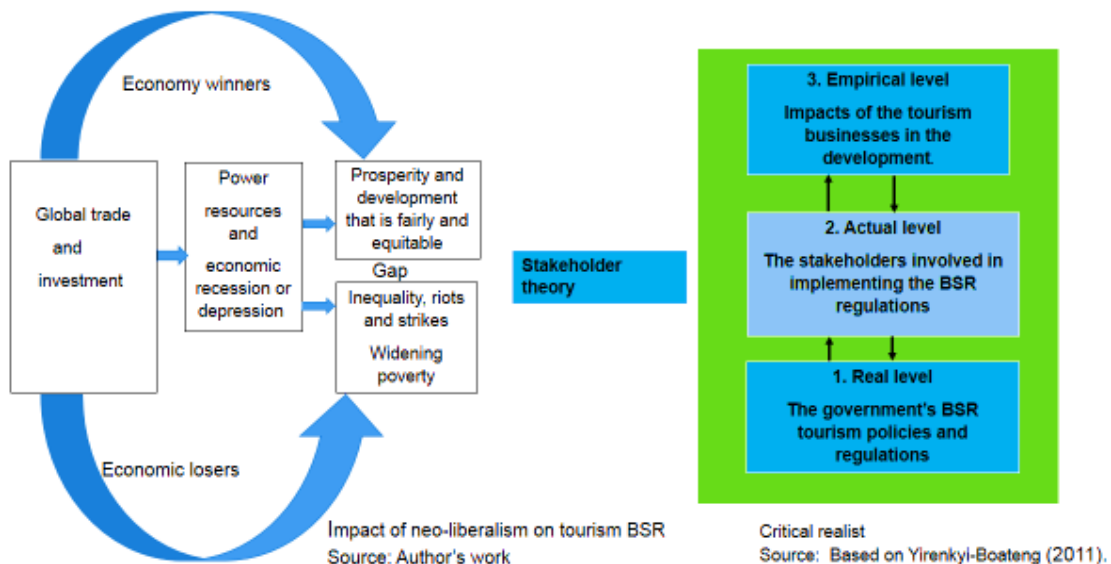 Economy winners
Global trade
and
investment
Power
resources and
economic
recession or
depression
Prosperity and
development
that is fairly and
equitable
Gap
Inequality, riots
and strikes
Widening
poverty
Economic losers
Impact of neo-liberalism on tourism BSR
Source: Author's work
Stakeholder
theory
3. Empirical level
Impacts of the tourism
businesses in the
development.
2. Actual level
The stakeholders involved in
implementing the BSR
regulations
1. Real level
The government's BSR
tourism policies and
regulations
Critical realist
Source: Based on Yirenkyi-Boateng (2011).